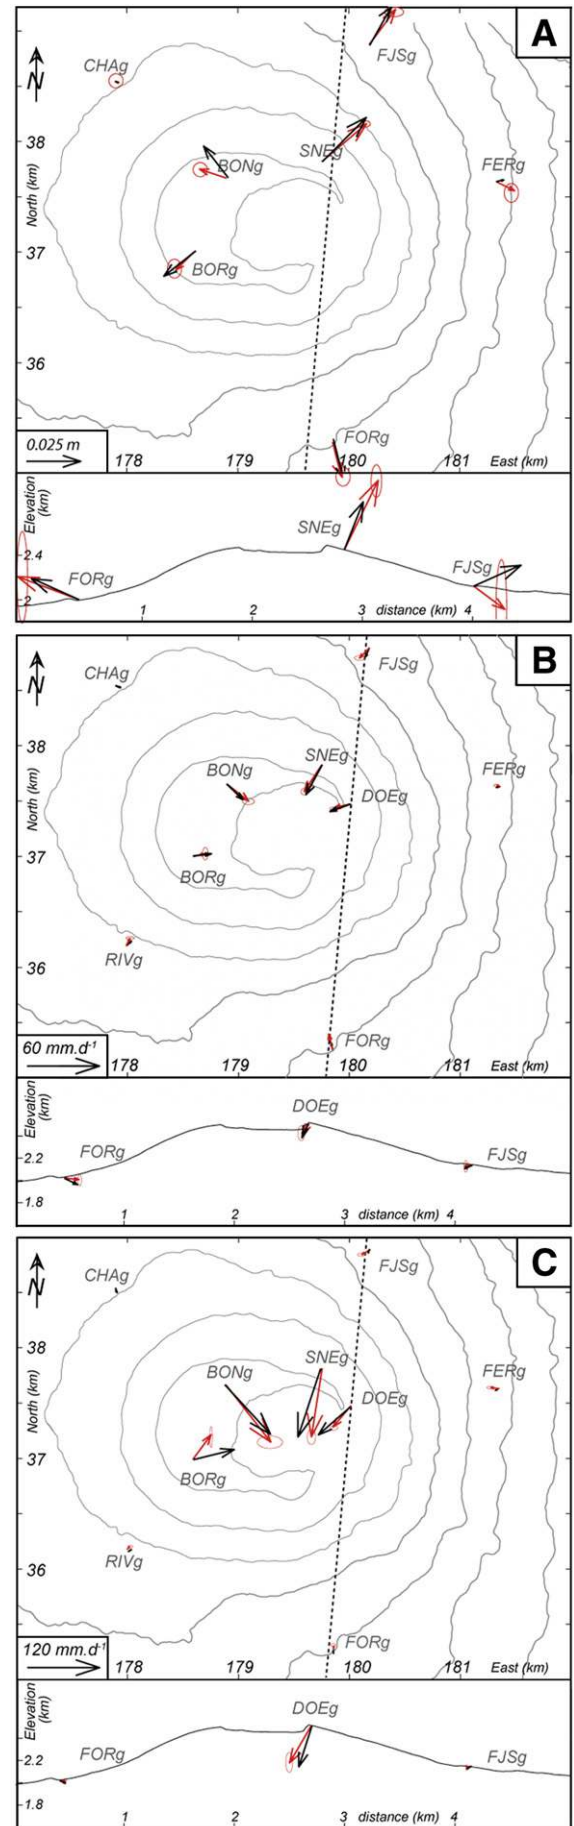 A
N
CHAg
FJSg
38
SNEg
BONg
FERg
North (km)
37
BORg
36
FORg
0.025 m
178 179 180 181 East (km)
Elevation
(km)
SNEg
2.4
FORg
FJSg
2
1 2 3 distance (km) 4
B
N
CHAg
FJSg
38
SNEg
BONg
FERg
DOEg
North (km)
37
BORg
RIVg
36
FORg
60 mm.d-1
178 179 180 181 East (km)
Elevation
(km)
DOEg
FORg
FJSg
2.2
1.8
1 2 3 distance (km) 4
C
N
CHAg
FJSg
38
SNEg
BONg
FERg
DOEg
North (km)
37
BORg
RIVg
36
FORg
120 mm.d-1
178 179 180 181 East (km)
Elevation
(km)
DOEg
FORg
FJSg
2.2
1.8
1 2 3 distance (km) 4